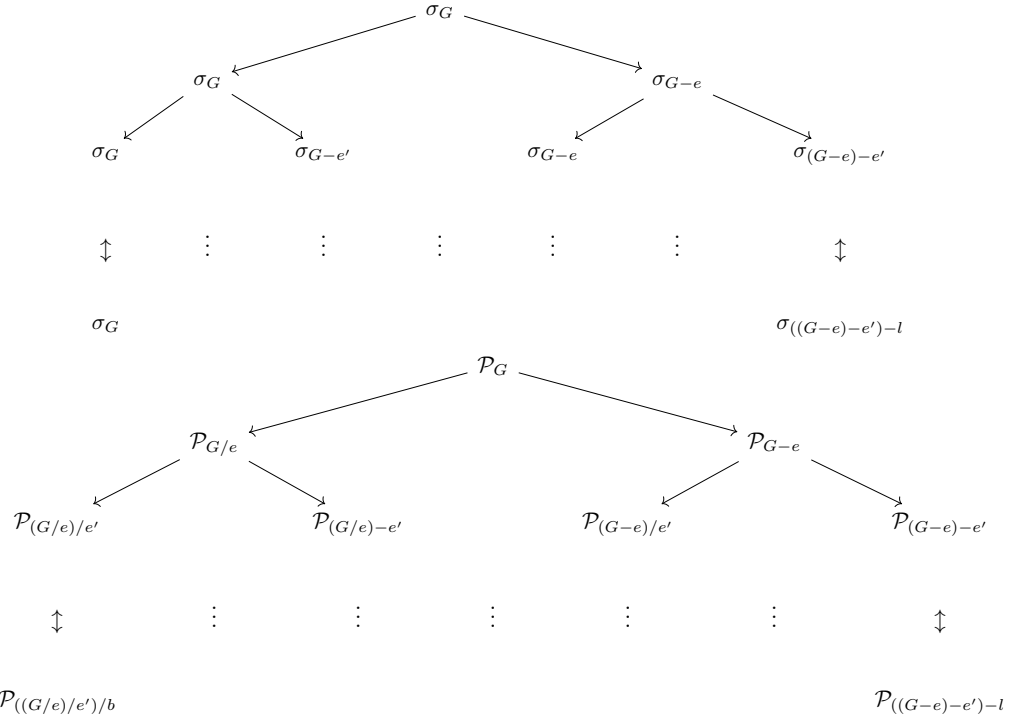 σ_G
σ_G σ_{G−e}
σ_G σ_{G−e′} σ_{G−e} σ_{(G−e)−e′}
↕ ⋮ ⋮ ⋮ ⋮ ⋮ ↕
σ_G σ_{((G−e)−e′)−l}
𝒫_G
𝒫_{G/e} 𝒫_{G−e}
𝒫_{(G/e)/e′} 𝒫_{(G/e)−e′} 𝒫_{(G−e)/e′} 𝒫_{(G−e)−e′}
↕ ⋮ ⋮ ⋮ ⋮ ⋮ ↕
𝒫_{((G/e)/e′)/b} 𝒫_{((G−e)−e′)−l}